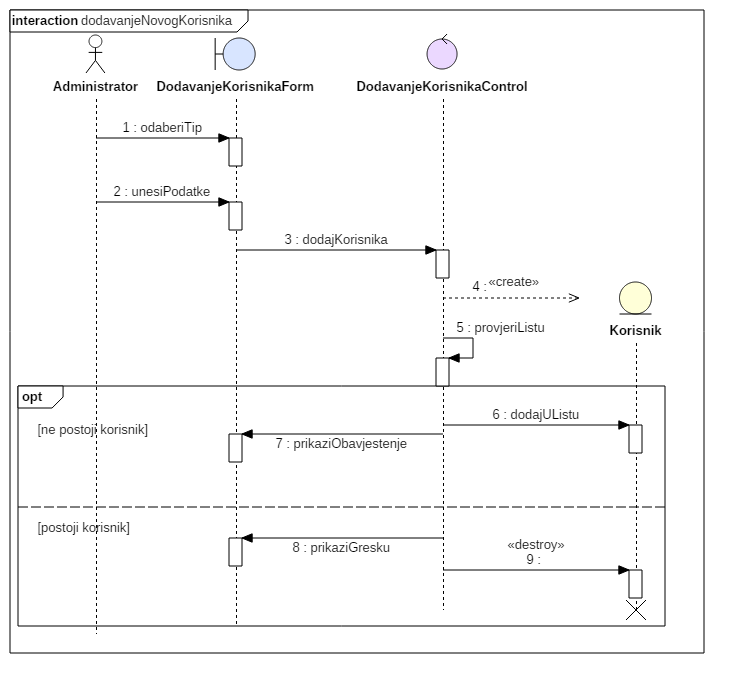 interaction dodavanjeNovogKorisnika
Administrator
DodavanjeKorisnikaForm
DodavanjeKorisnikaControl
1 : odaberiTip
2 : unesiPodatke
3 : dodajKorisnika
4 : «create»
Korisnik
5 : provjeriListu
opt
6 : dodajUListu
[ne postoji korisnik]
7 : prikaziObavjestenje
[postoji korisnik]
8 : prikaziGresku
«destroy»
9 :